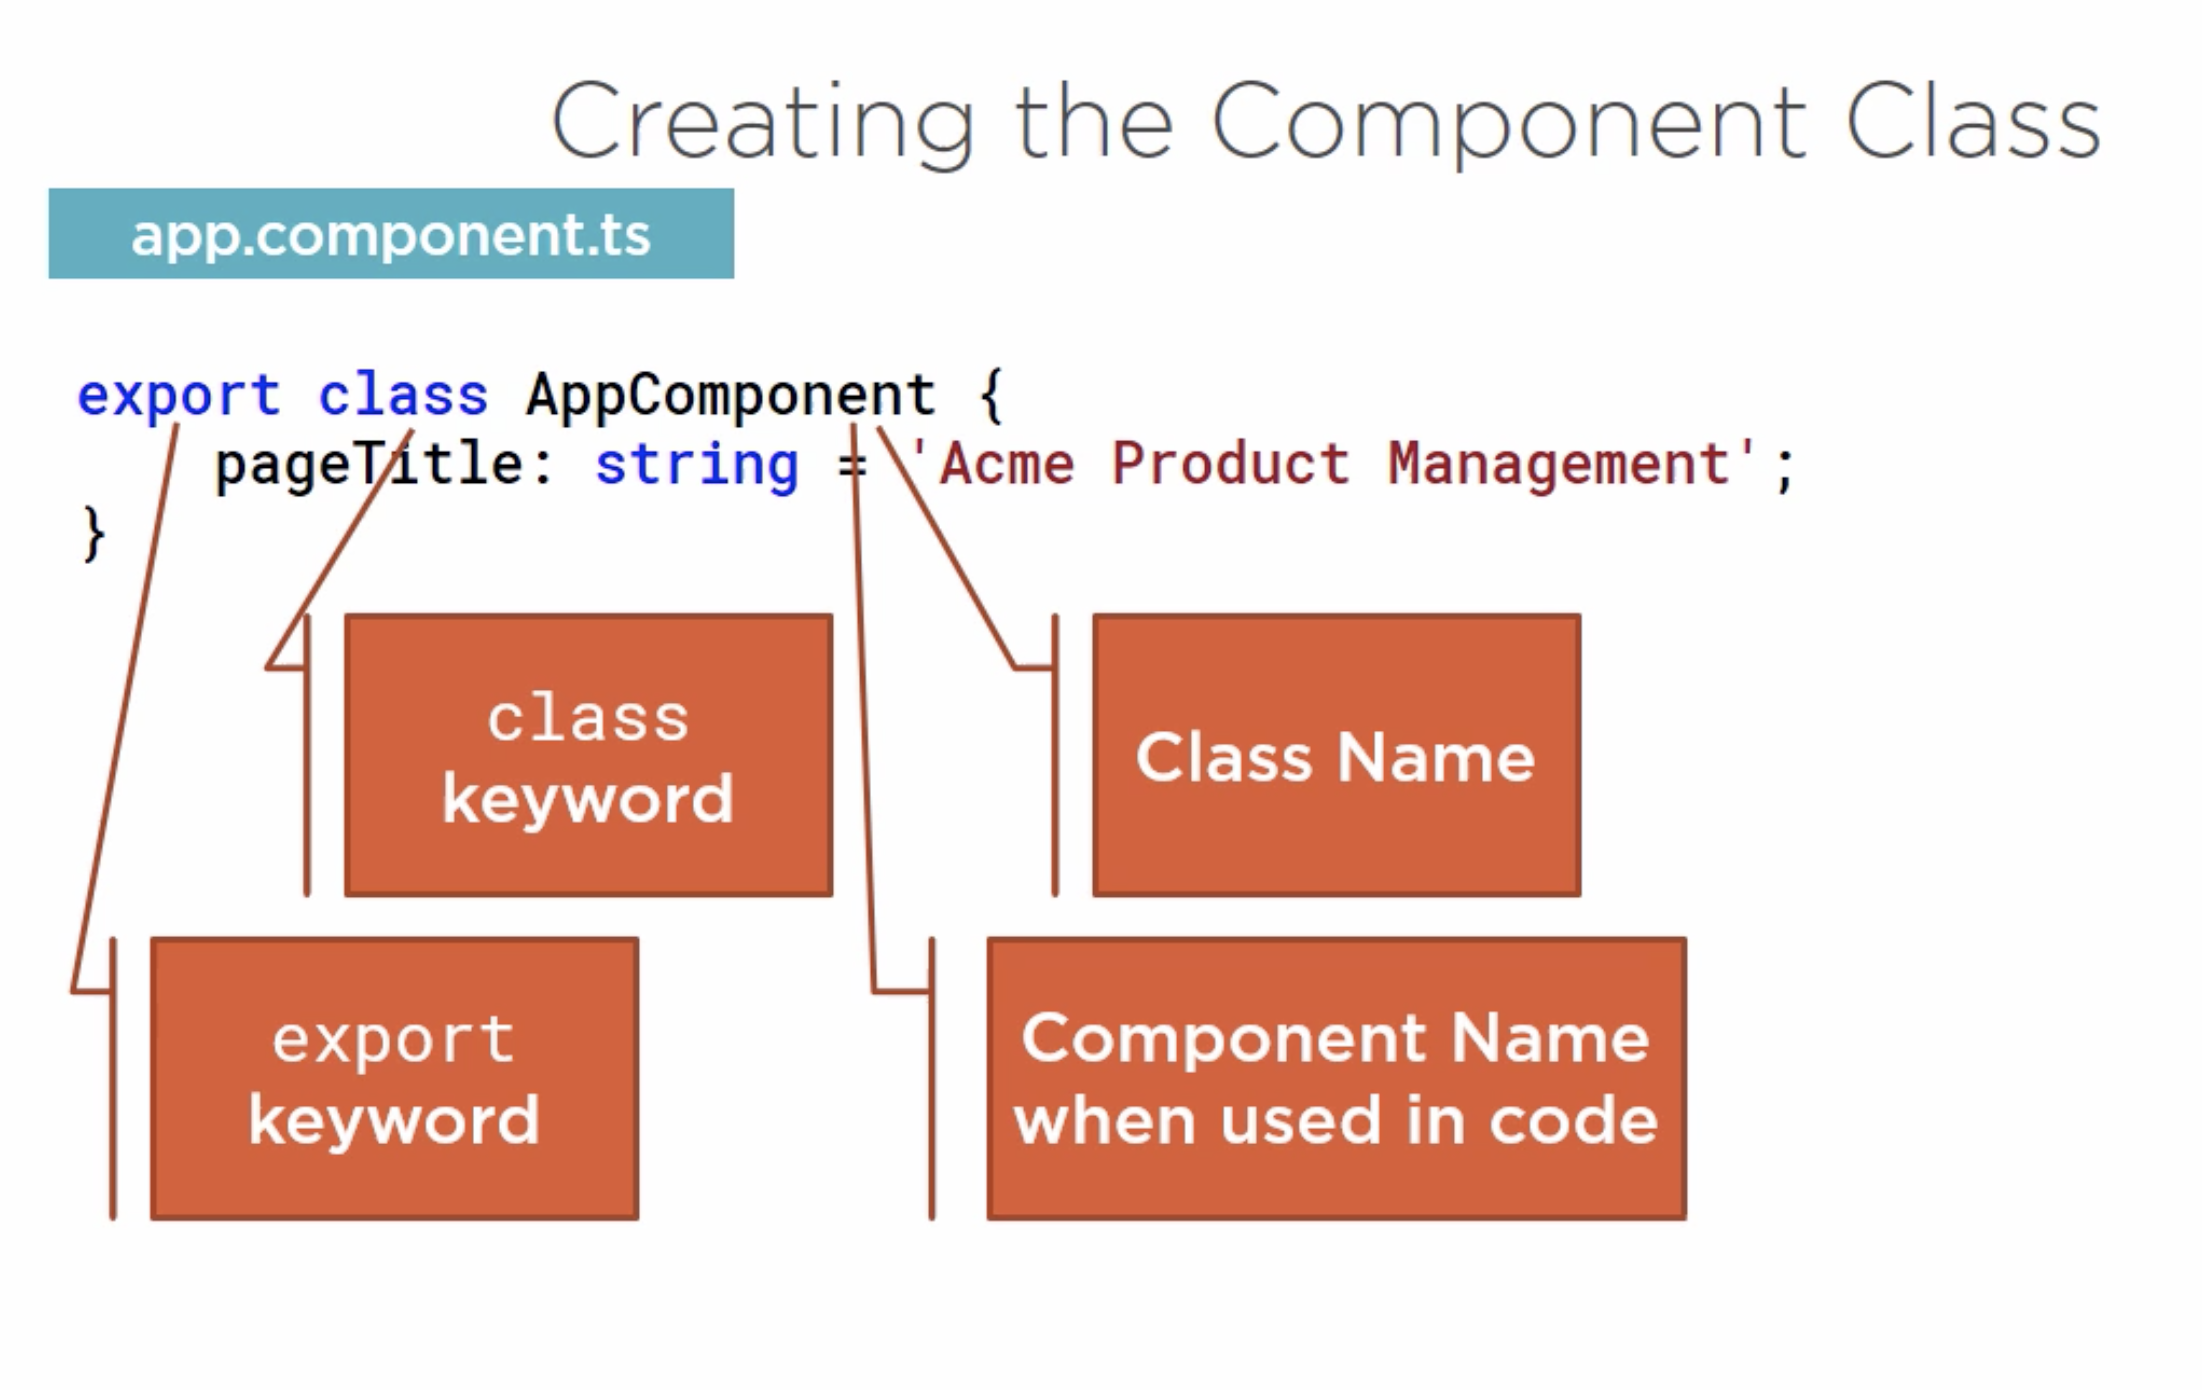 Creating the Component Class
app.component.ts
export class AppComponent {
pageTitle: string = 'Acme Product Management';
}
class
keyword
Class Name
export
keyword
Component Name
when used in code